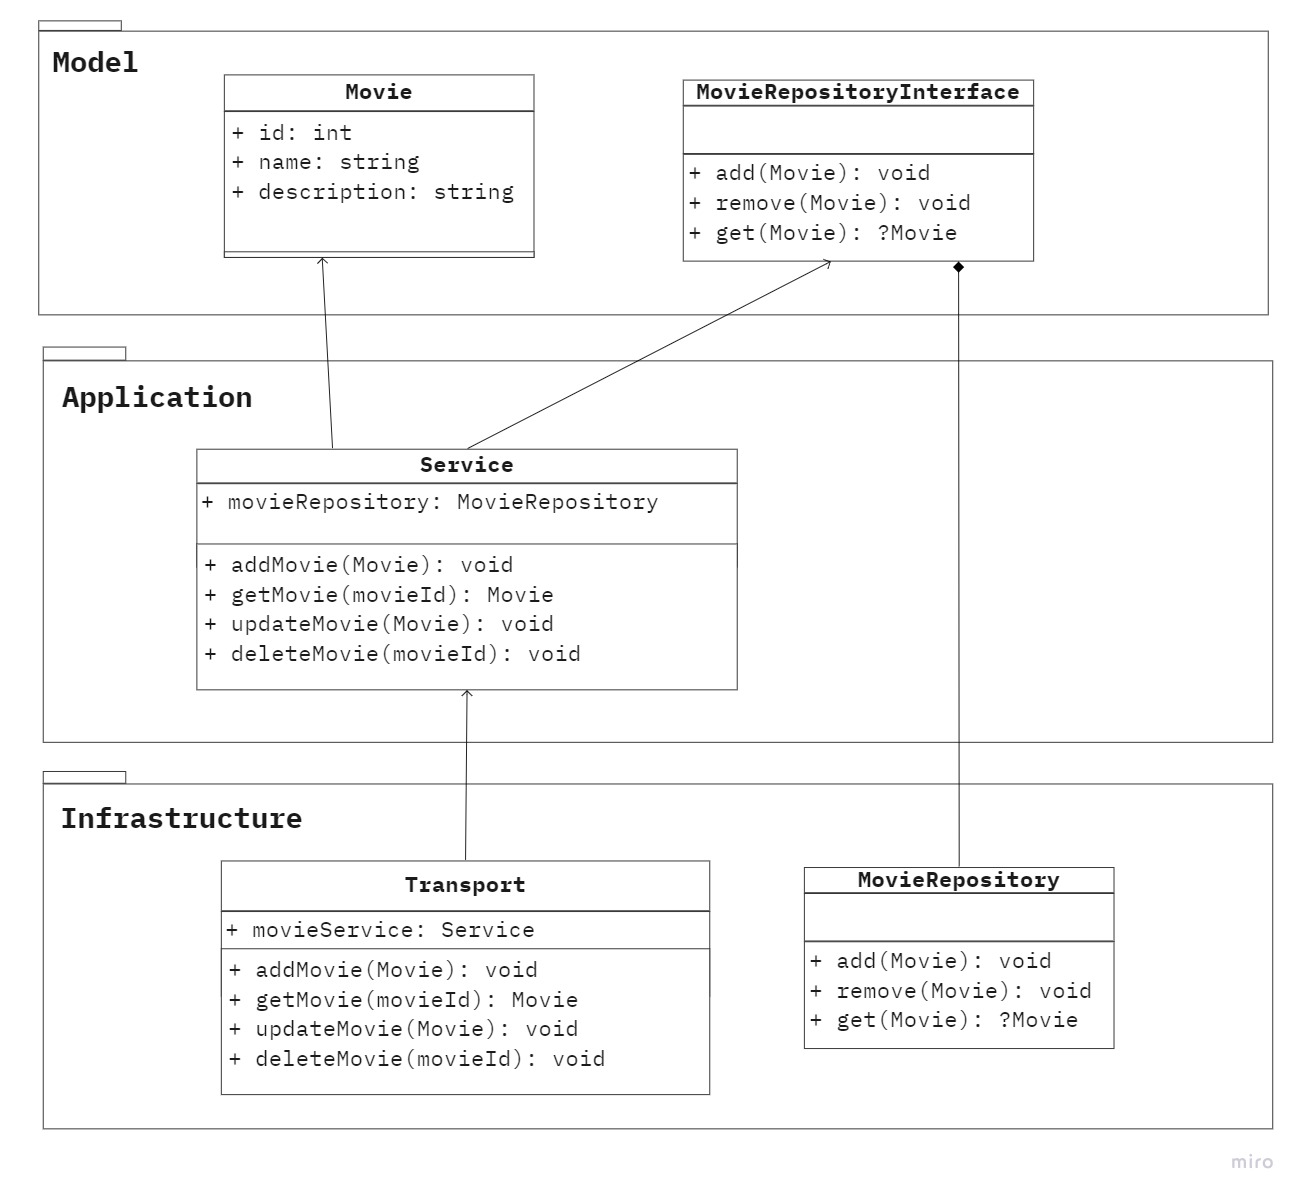 Model
Movie
+ id: int
+ name: string
+ description: string
MovieRepositoryInterface
+ add(Movie): void
+ remove(Movie): void
+ get(Movie): ?Movie
Application
Service
+ movieRepository: MovieRepository
+ addMovie(Movie): void
+ getMovie(movieId): Movie
+ updateMovie(Movie): void
+ deleteMovie(movieId): void
Infrastructure
Transport
+ movieService: Service
+ addMovie(Movie): void
+ getMovie(movieId): Movie
+ updateMovie(Movie): void
+ deleteMovie(movieId): void
MovieRepository
+ add(Movie): void
+ remove(Movie): void
+ get(Movie): ?Movie
miro